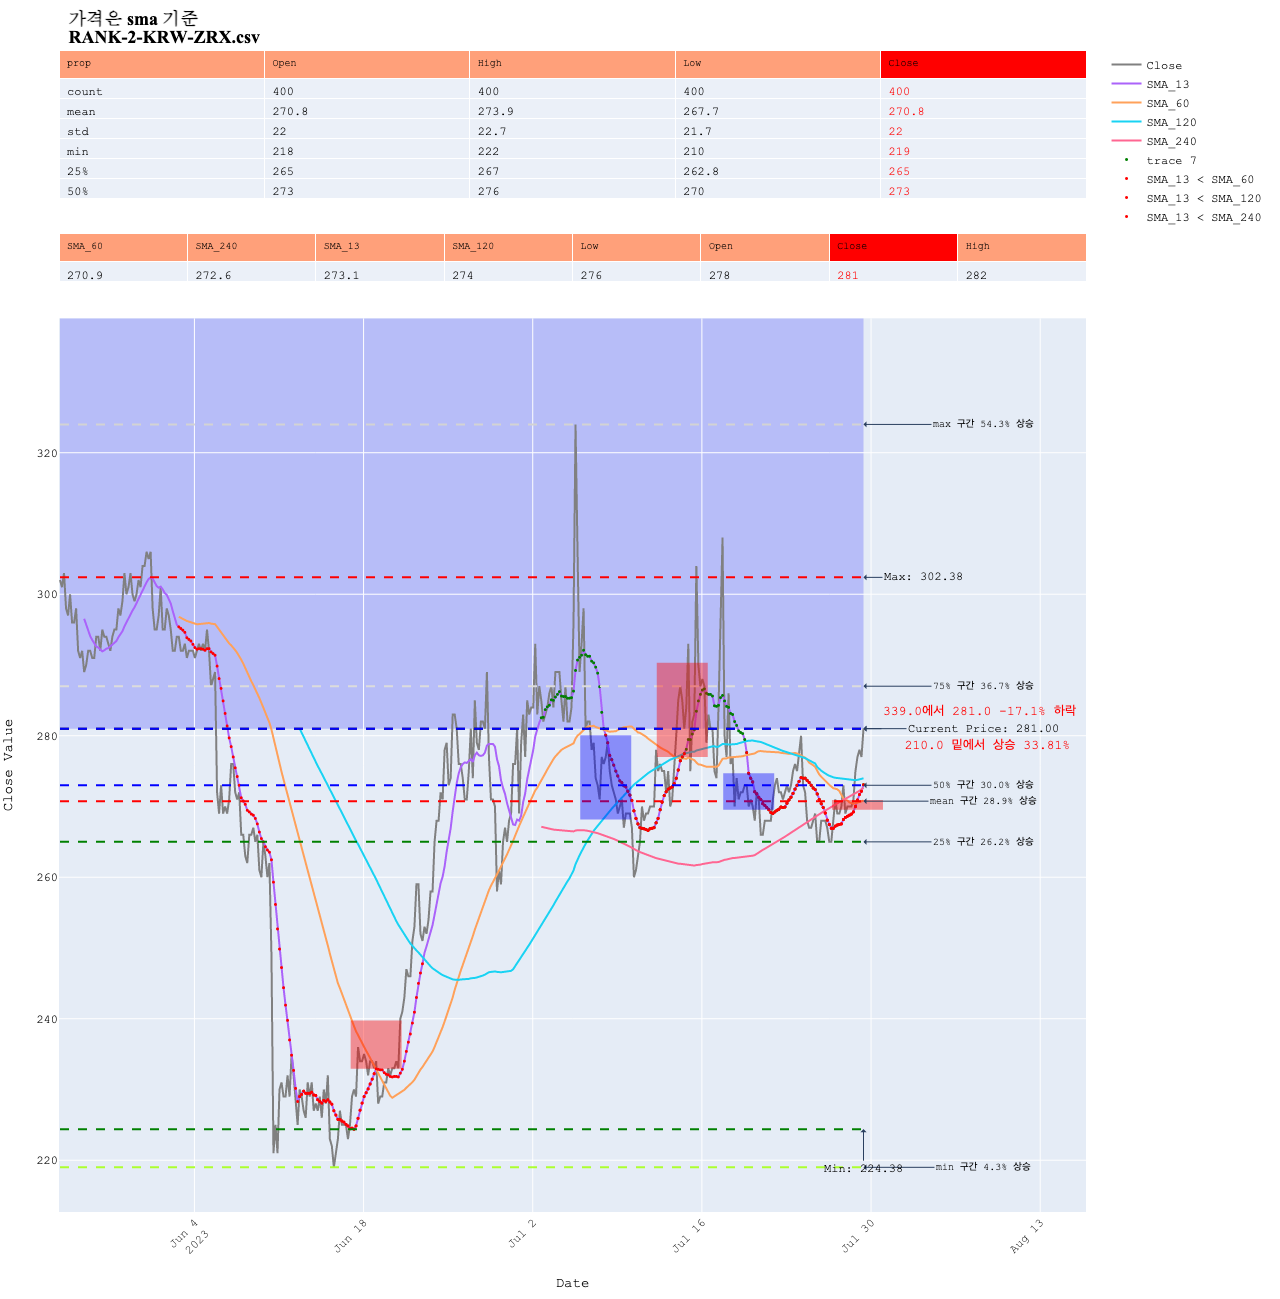 가격은 sma 기준
RANK-2-KRW-ZRX.csv
prop Open High Low Close
count 400 400 400 400
mean 270.8 273.9 267.7 270.8
std 22 22.7 21.7 22
min 218 222 210 219
25% 265 267 262.8 265
50% 273 276 270 273
SMA_60 SMA_240 SMA_13 SMA_120 Low Open Close High
270.9 272.6 273.1 274 276 278 281 282
Close
SMA_13
SMA_60
SMA_120
SMA_240
trace 7
SMA_13 < SMA_60
SMA_13 < SMA_120
SMA_13 < SMA_240
Close Value
320
300
280
260
240
220
max 구간 54.3% 상승
Max: 302.38
75% 구간 36.7% 상승
339.0에서 281.0 -17.1% 하락
Current Price: 281.00
210.0 밑에서 상승 33.81%
50% 구간 30.0% 상승
mean 구간 28.9% 상승
25% 구간 26.2% 상승
Min: 224.38
min 구간 4.3% 상승
Jun 4
2023
Jun 18
Jul 2
Jul 16
Jul 30
Aug 13
Date